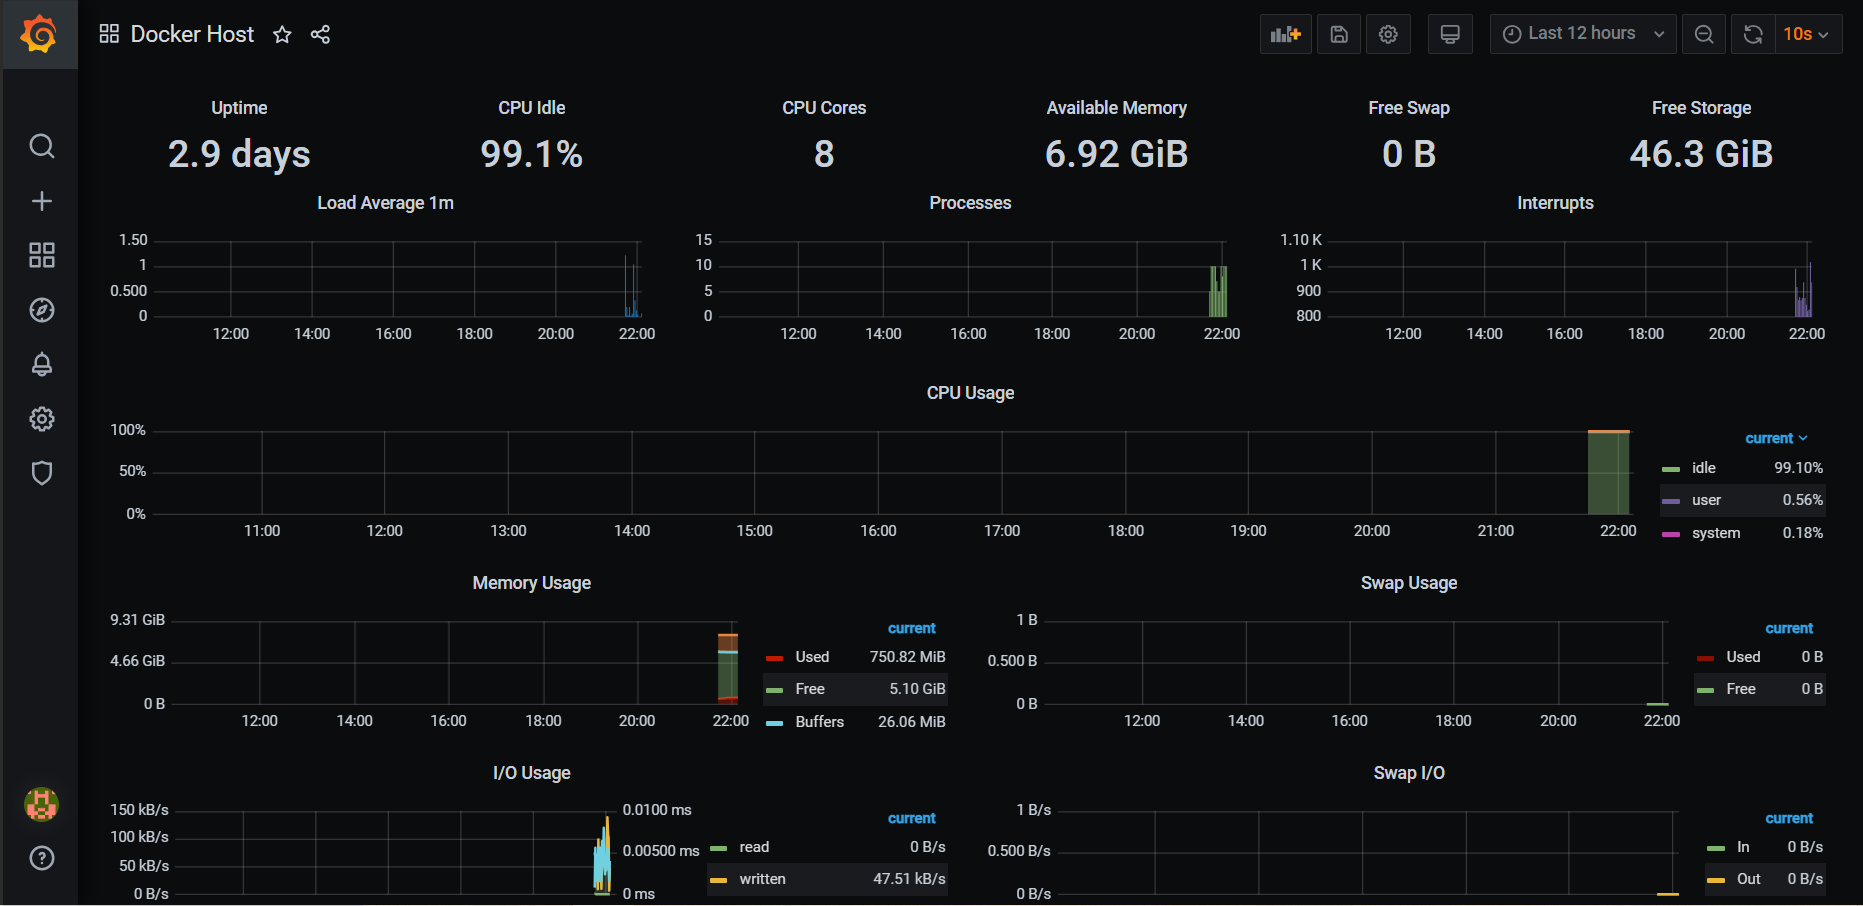 Docker Host
Last 12 hours
10s
Uptime CPU Idle CPU Cores Available Memory Free Swap Free Storage
2.9 days 99.1% 8 6.92 GiB 0 B 46.3 GiB
Load Average 1m
1.50
1
0.500
0
12:00 14:00 16:00 18:00 20:00 22:00
Processes
15
10
5
0
12:00 14:00 16:00 18:00 20:00 22:00
Interrupts
1.10 K
1 K
900
800
12:00 14:00 16:00 18:00 20:00 22:00
CPU Usage
100%
50%
0%
11:00 12:00 13:00 14:00 15:00 16:00 17:00 18:00 19:00 20:00 21:00 22:00
current
idle 99.10%
user 0.56%
system 0.18%
Memory Usage
9.31 GiB
4.66 GiB
0 B
12:00 14:00 16:00 18:00 20:00 22:00
current
Used 750.82 MiB
Free 5.10 GiB
Buffers 26.06 MiB
Swap Usage
1 B
0.500 B
0 B
12:00 14:00 16:00 18:00 20:00 22:00
current
Used 0 B
Free 0 B
I/O Usage
150 kB/s
100 kB/s
50 kB/s
0 B/s
0.0100 ms
0.00500 ms
0 ms
current
read 0 B/s
written 47.51 kB/s
Swap I/O
1 B/s
0.500 B/s
0 B/s
current
In 0 B/s
Out 0 B/s